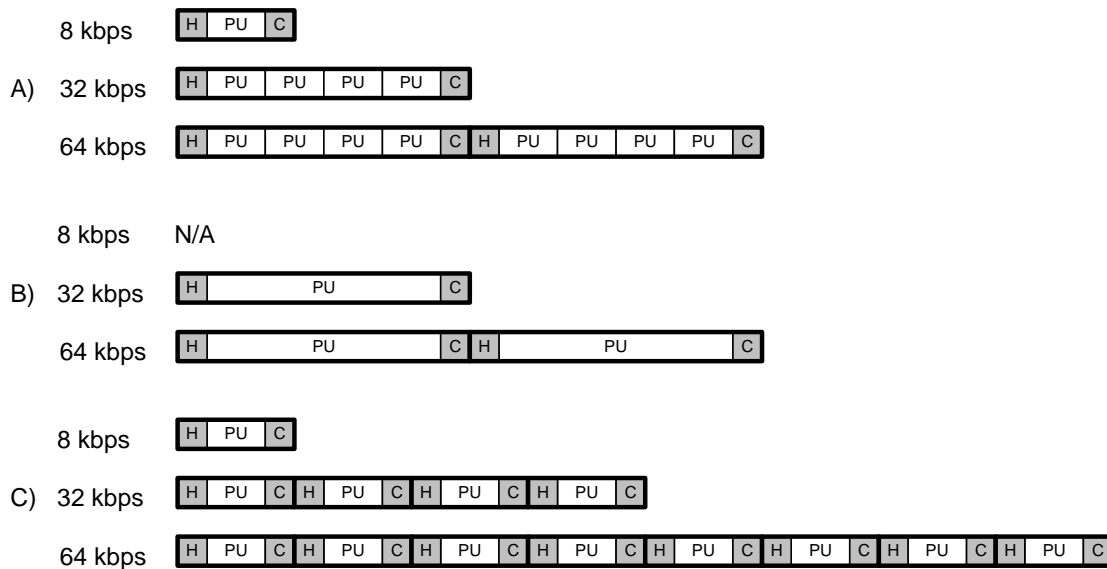 8 kbps H PU C
A) 32 kbps H PU PU PU PU C
64 kbps H PU PU PU PU C H PU PU PU PU C
8 kbps N/A
B) 32 kbps H PU C
64 kbps H PU C H PU C
8 kbps H PU C
C) 32 kbps H PU C H PU C H PU C H PU C
64 kbps H PU C H PU C H PU C H PU C H PU C H PU C H PU C H PU C